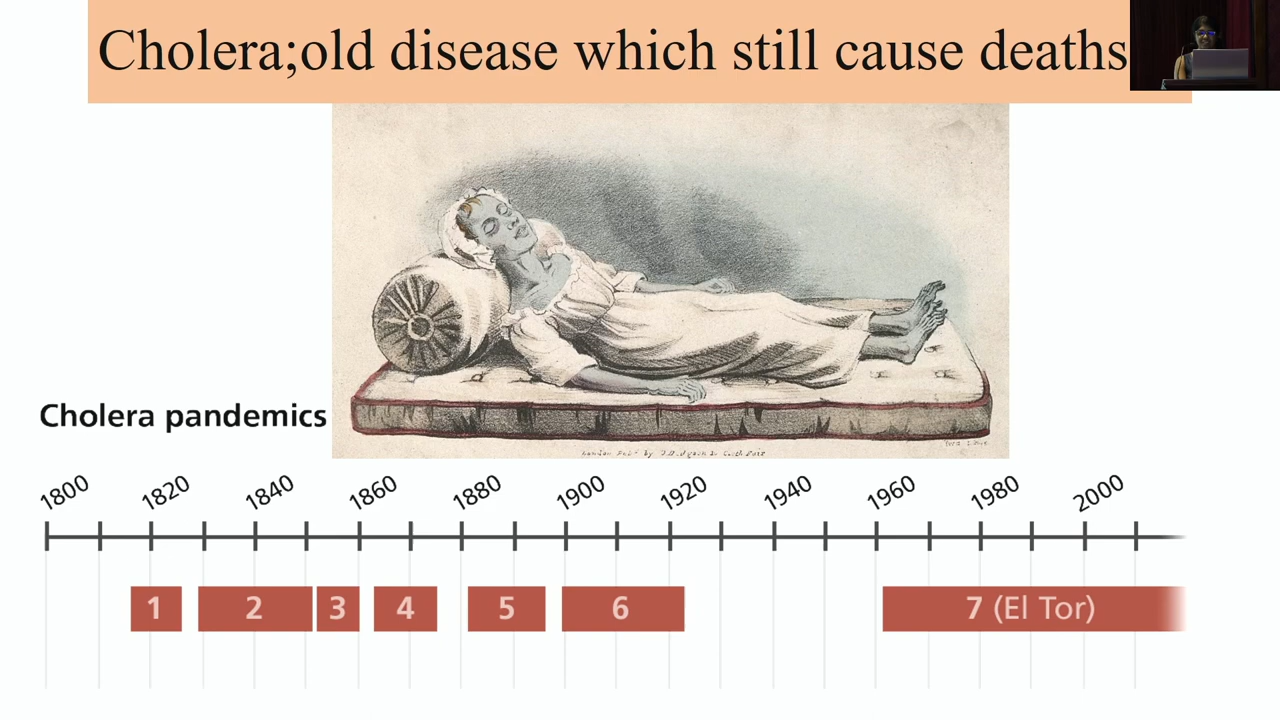 Cholera;old disease which still cause deaths
Cholera pandemics
1800 1820 1840 1860 1880 1900 1920 1940 1960 1980 2000
1 2 3 4 5 6 7 (El Tor)